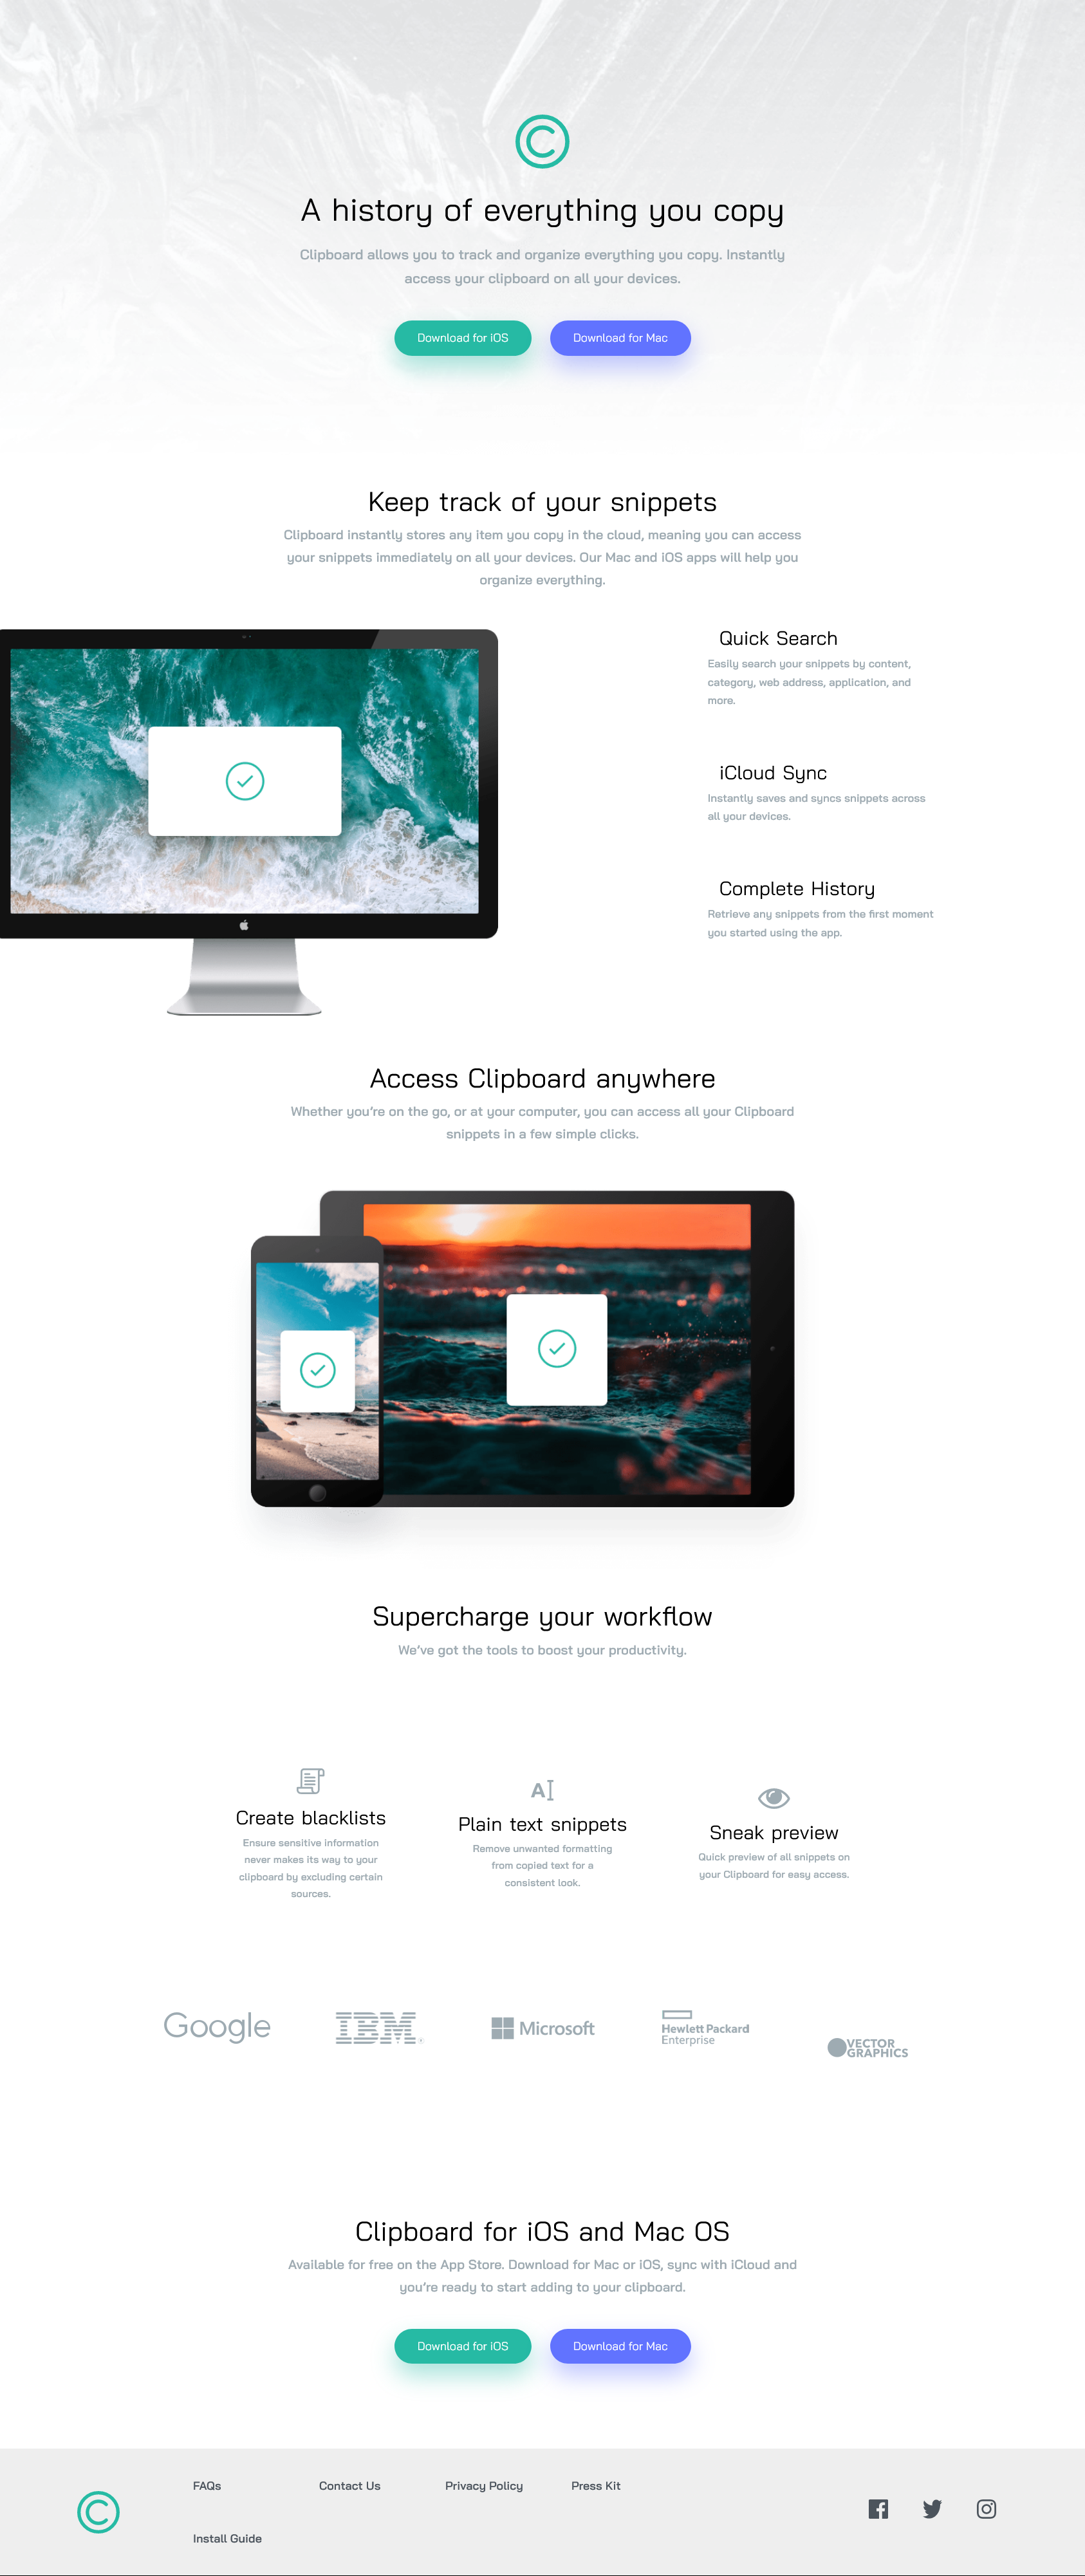 A history of everything you copy
Clipboard allows you to track and organize everything you copy. Instantly
access your clipboard on all your devices.
Download for iOS
Download for Mac
Keep track of your snippets
Clipboard instantly stores any item you copy in the cloud, meaning you can access
your snippets immediately on all your devices. Our Mac and iOS apps will help you
organize everything.
Quick Search
Easily search your snippets by content,
category, web address, application, and
more.
iCloud Sync
Instantly saves and syncs snippets across
all your devices.
Complete History
Retrieve any snippets from the first moment
you started using the app.
Access Clipboard anywhere
Whether you’re on the go, or at your computer, you can access all your Clipboard
snippets in a few simple clicks.
Supercharge your workflow
We’ve got the tools to boost your productivity.
Create blacklists
Ensure sensitive information
never makes its way to your
clipboard by excluding certain
sources.
A
Plain text snippets
Remove unwanted formatting
from copied text for a
consistent look.
Sneak preview
Quick preview of all snippets on
your Clipboard for easy access.
Google
IBM
Microsoft
Hewlett Packard
Enterprise
VECTOR
GRAPHICS
Clipboard for iOS and Mac OS
Available for free on the App Store. Download for Mac or iOS, sync with iCloud and
you’re ready to start adding to your clipboard.
Download for iOS
Download for Mac
FAQs
Contact Us
Privacy Policy
Press Kit
Install Guide